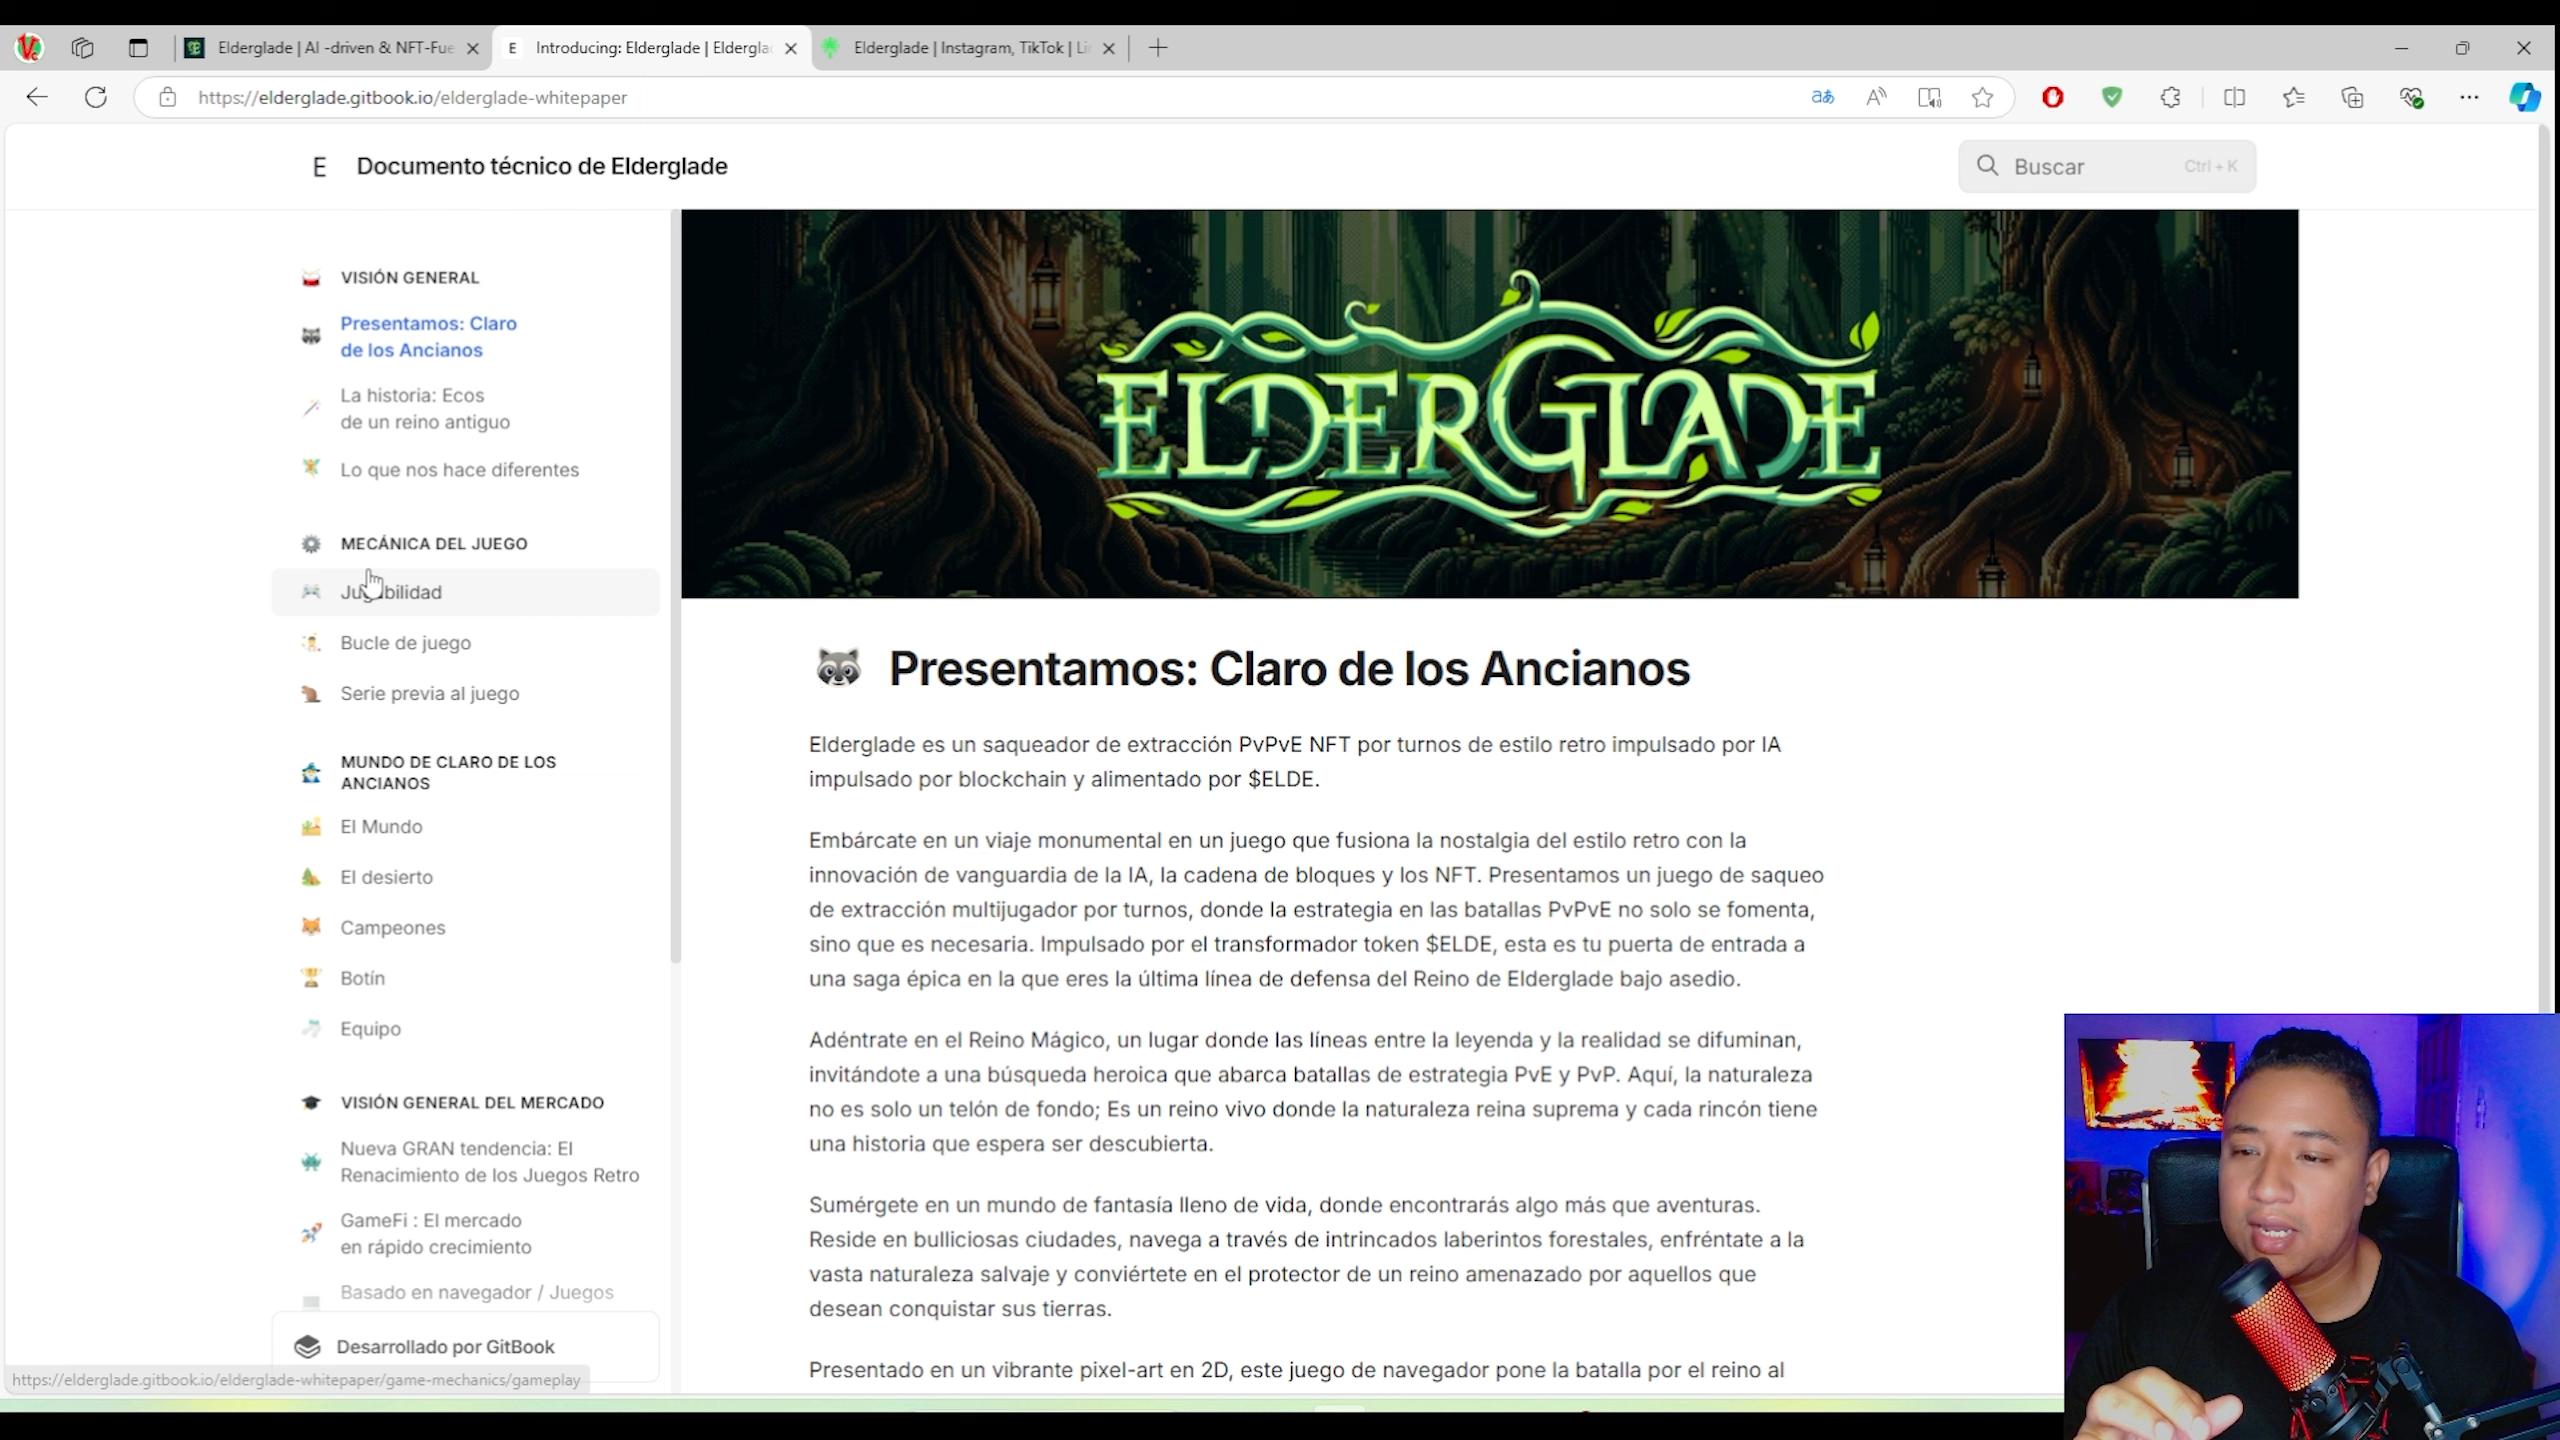 Elderglade | AI -driven & NFT-Fue
Introducing: Elderglade | Eldergla
Elderglade | Instagram, TikTok | Li
https://elderglade.gitbook.io/elderglade-whitepaper
E Documento técnico de Elderglade
Buscar
Ctrl + K
VISIÓN GENERAL
Presentamos: Claro
de los Ancianos
La historia: Ecos
de un reino antiguo
Lo que nos hace diferentes
MECÁNICA DEL JUEGO
Jugabilidad
Bucle de juego
Serie previa al juego
MUNDO DE CLARO DE LOS
ANCIANOS
El Mundo
El desierto
Campeones
Botín
Equipo
VISIÓN GENERAL DEL MERCADO
Nueva GRAN tendencia: El
Renacimiento de los Juegos Retro
GameFi : El mercado
en rápido crecimiento
Basado en navegador / Juegos
Desarrollado por GitBook
https://elderglade.gitbook.io/elderglade-whitepaper/game-mechanics/gameplay
ELDERGLADE
Presentamos: Claro de los Ancianos
Elderglade es un saqueador de extracción PvPvE NFT por turnos de estilo retro impulsado por IA
impulsado por blockchain y alimentado por $ELDE.
Embárcate en un viaje monumental en un juego que fusiona la nostalgia del estilo retro con la
innovación de vanguardia de la IA, la cadena de bloques y los NFT. Presentamos un juego de saqueo
de extracción multijugador por turnos, donde la estrategia en las batallas PvPvE no solo se fomenta,
sino que es necesaria. Impulsado por el transformador token $ELDE, esta es tu puerta de entrada a
una saga épica en la que eres la última línea de defensa del Reino de Elderglade bajo asedio.
Adéntrate en el Reino Mágico, un lugar donde las líneas entre la leyenda y la realidad se difuminan,
invitándote a una búsqueda heroica que abarca batallas de estrategia PvE y PvP. Aquí, la naturaleza
no es solo un telón de fondo; Es un reino vivo donde la naturaleza reina suprema y cada rincón tiene
una historia que espera ser descubierta.
Sumérgete en un mundo de fantasía lleno de vida, donde encontrarás algo más que aventuras.
Reside en bulliciosas ciudades, navega a través de intrincados laberintos forestales, enfréntate a la
vasta naturaleza salvaje y conviértete en el protector de un reino amenazado por aquellos que
desean conquistar sus tierras.
Presentado en un vibrante pixel-art en 2D, este juego de navegador pone la batalla por el reino al